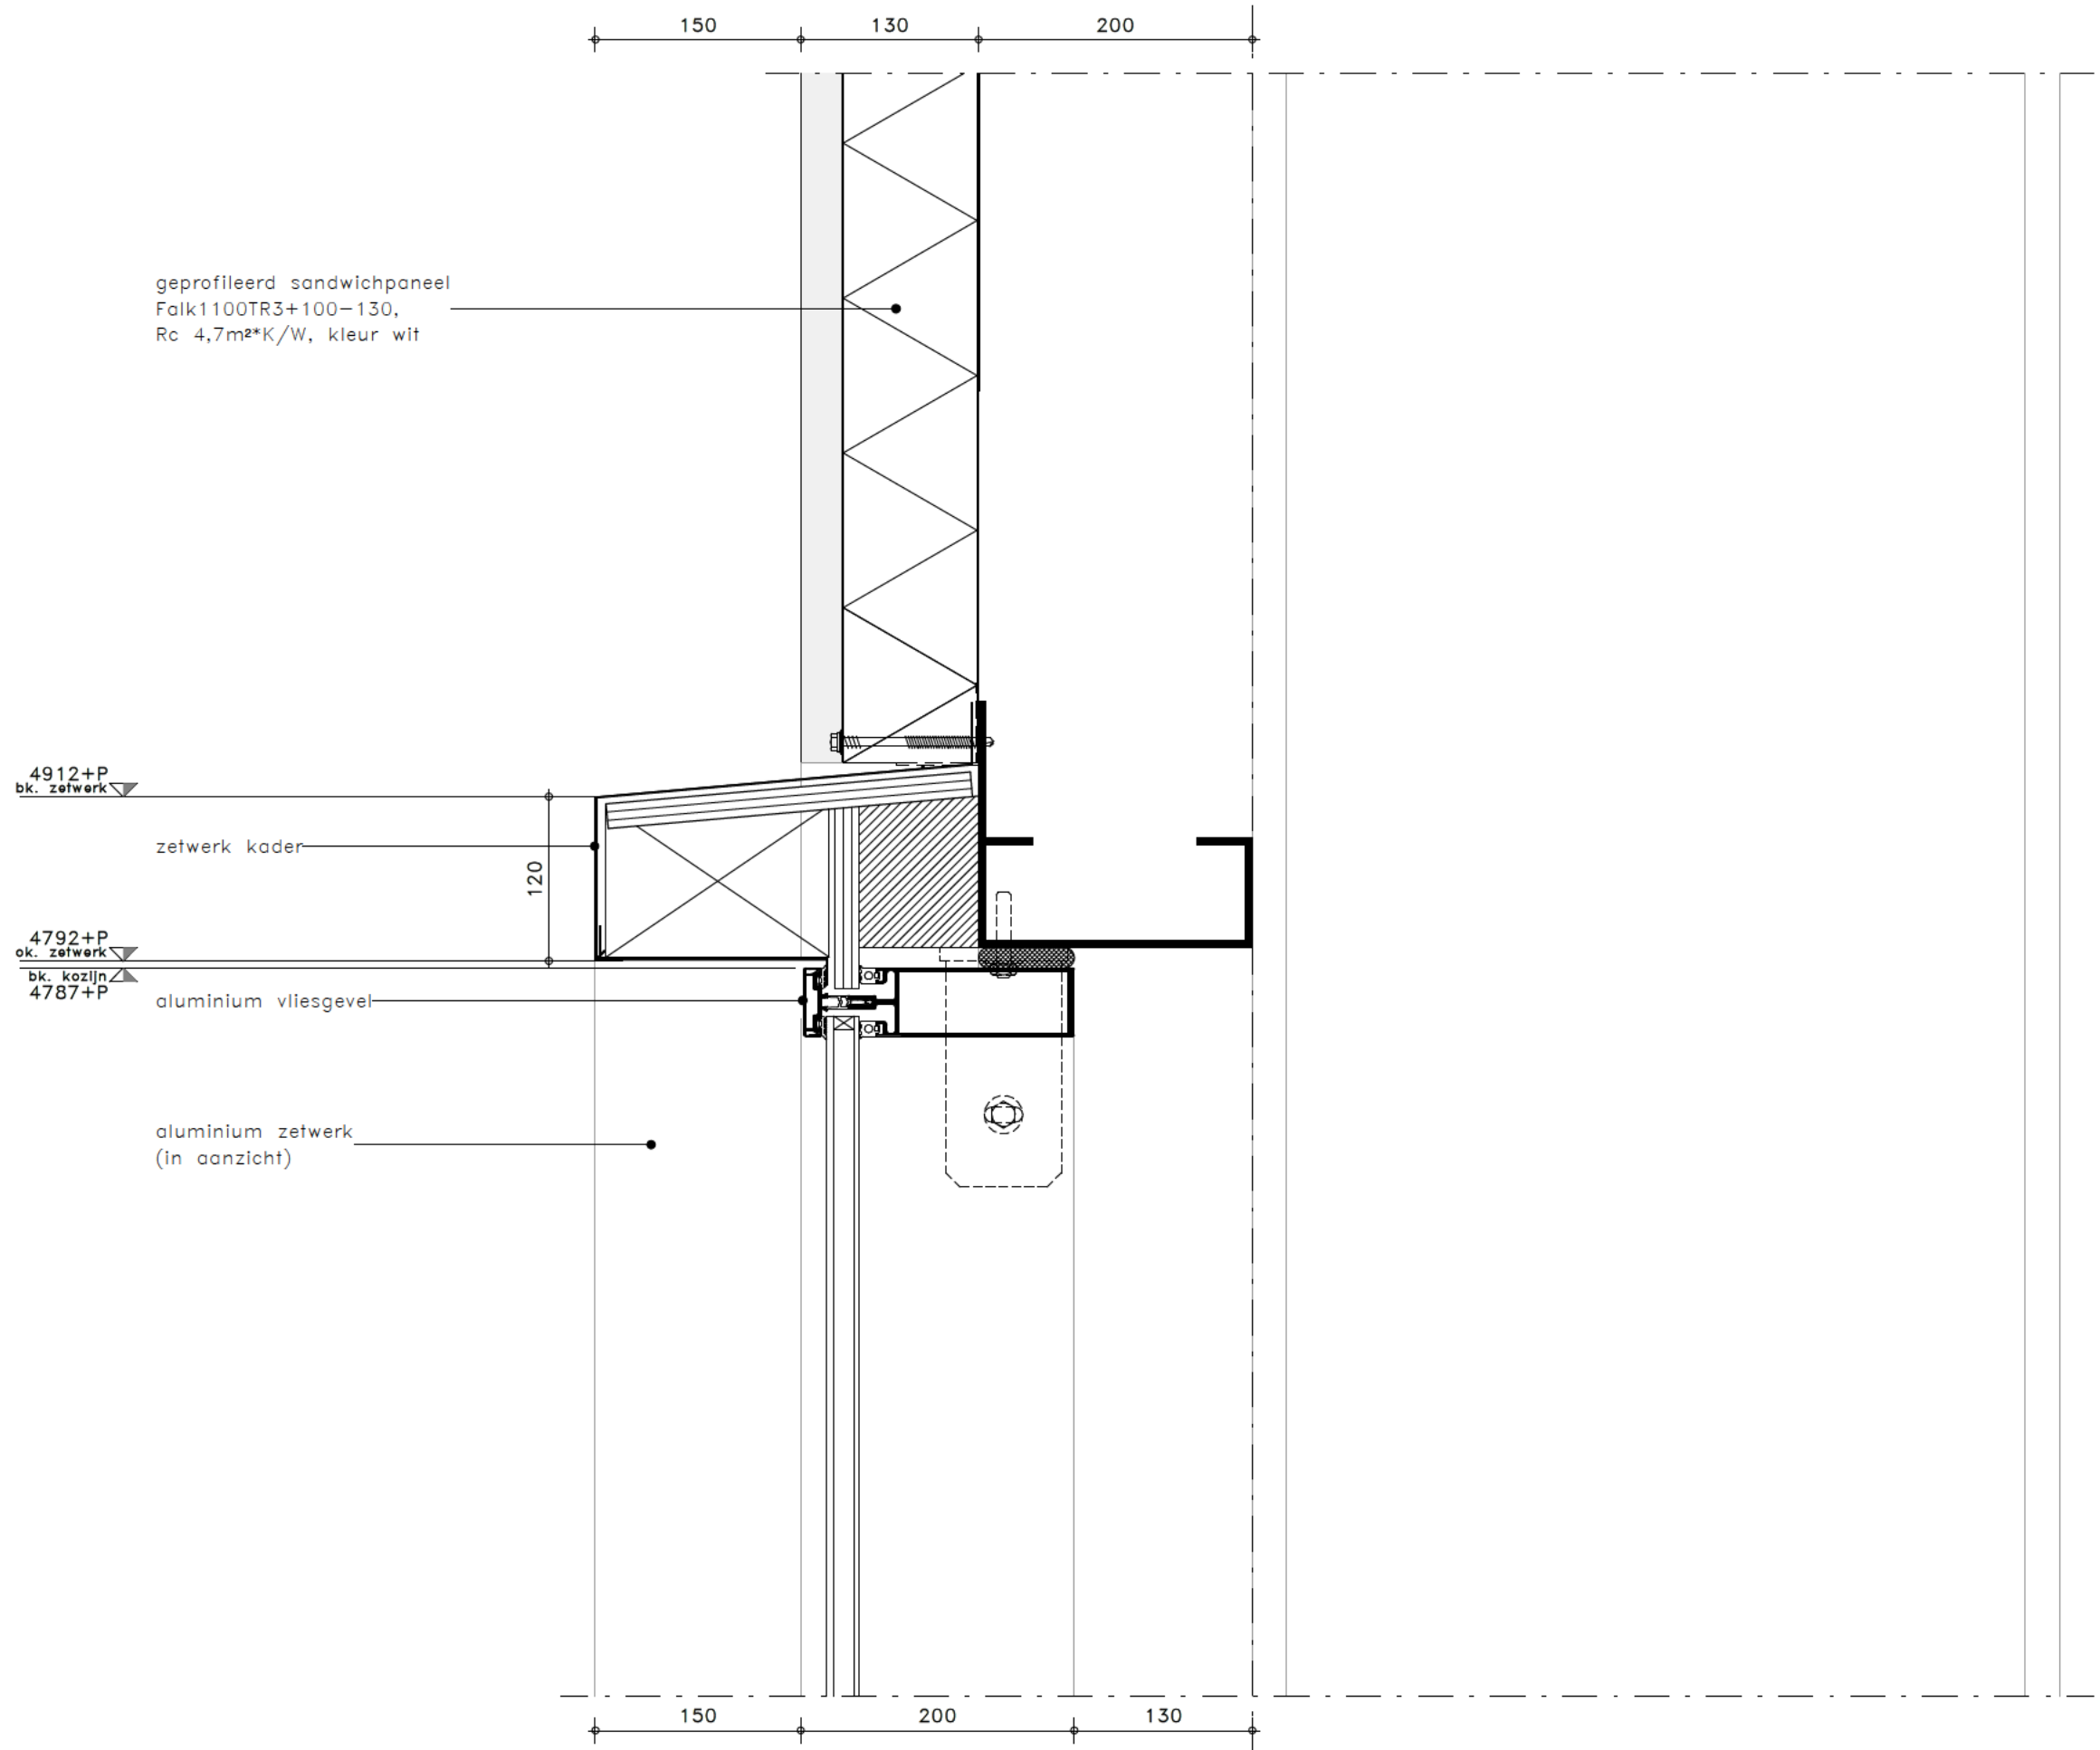 150
130
200
geprofileerd sandwichpaneel
Falk1100TR3+100-130,
Rc 4,7m²*K/W, kleur wit
4912+P
bk. zetwerk
zetwerk kader
120
4792+P
ok. zetwerk
bk. kozijn
4787+P
aluminium vliesgevel
aluminium zetwerk
(in aanzicht)
150
200
130